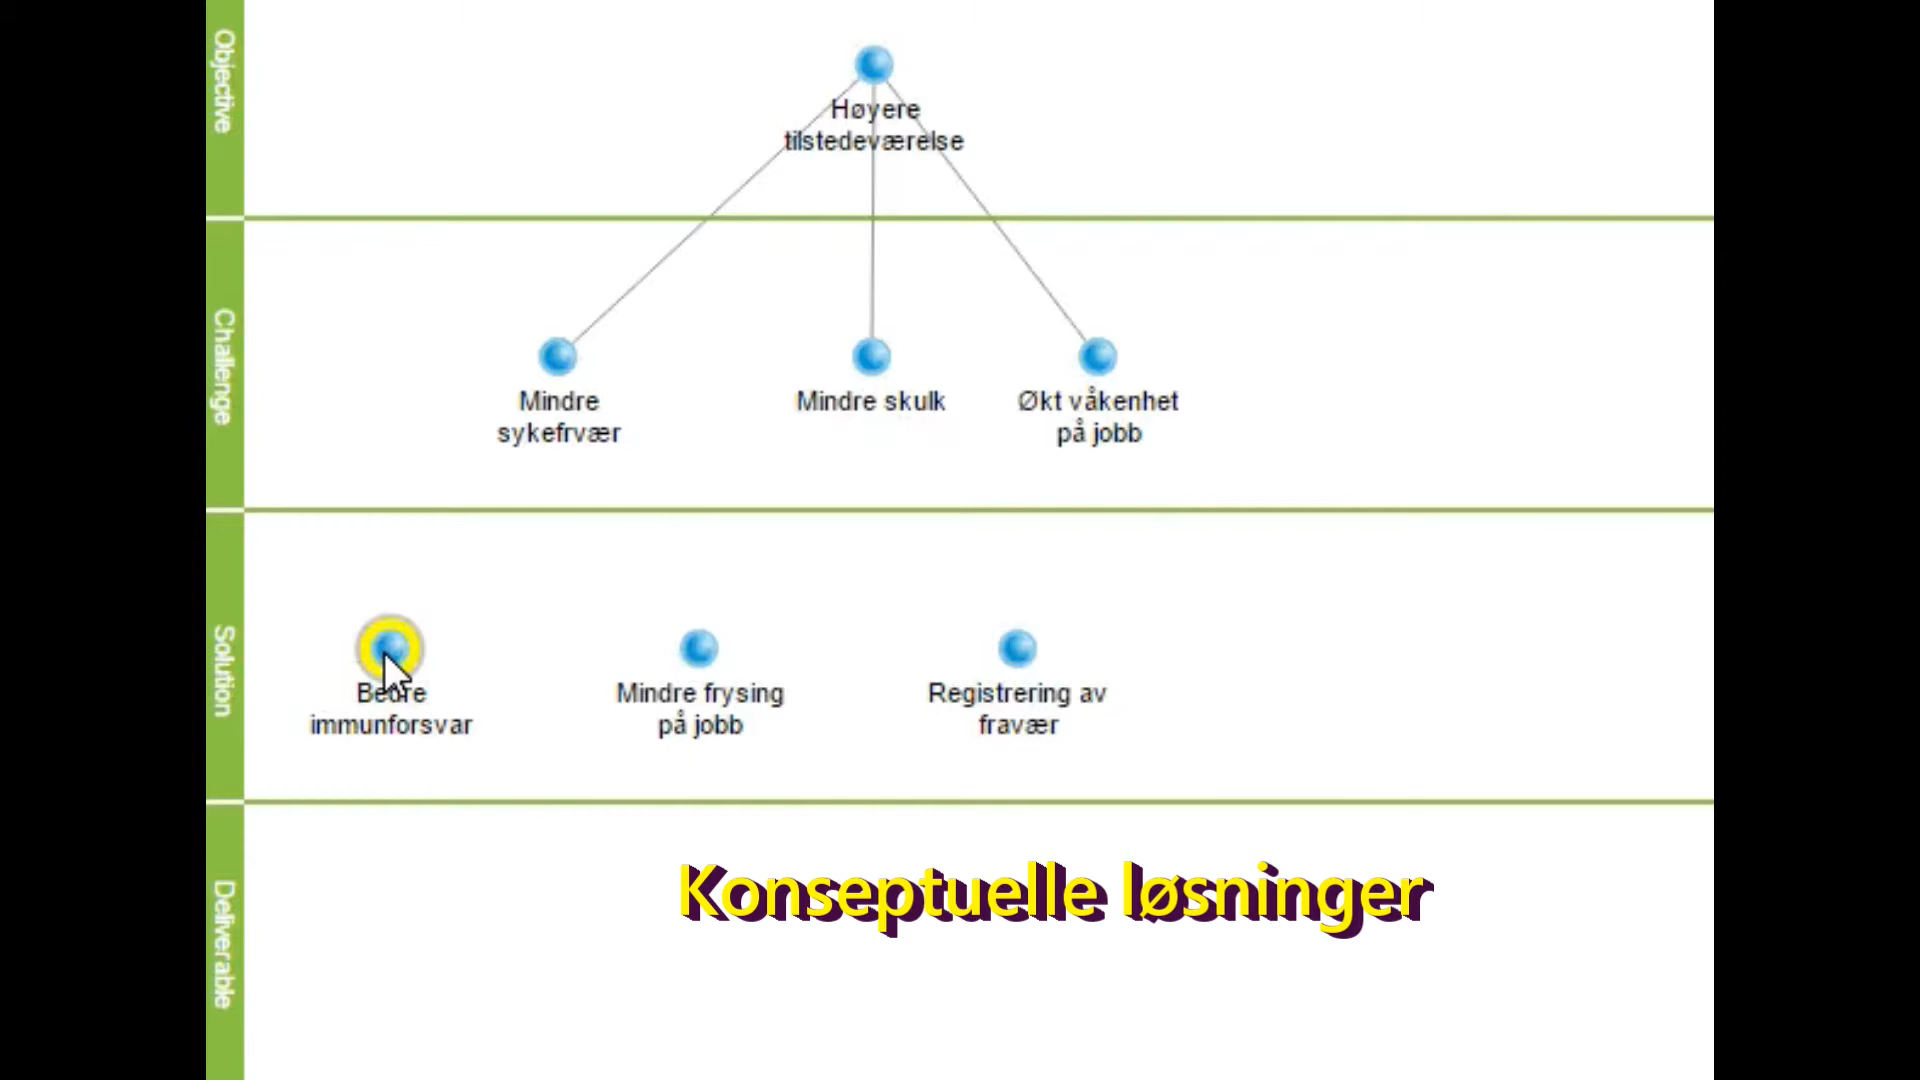 Objective
Høyere
tilstedeværelse
Challenge
Mindre
sykefrvær
Mindre skulk
Økt våkenhet
på jobb
Solution
Bedre
immunforsvar
Mindre frysing
på jobb
Registrering av
fravær
Deliverable
Konseptuelle løsninger